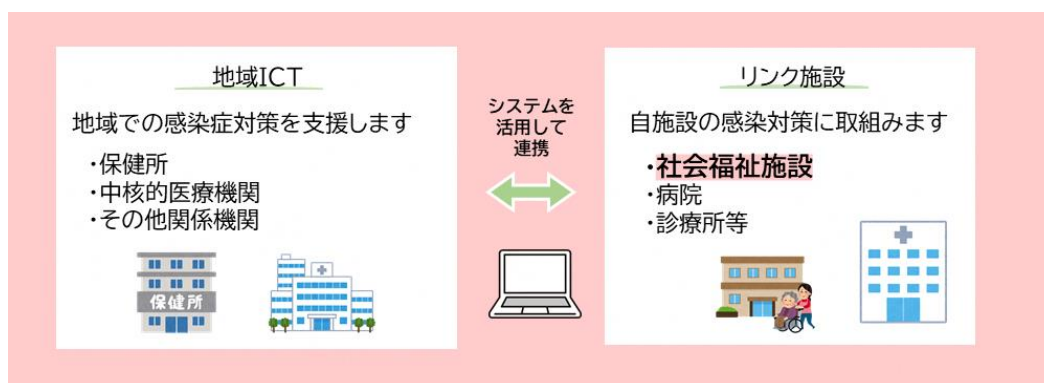 地域ICT
地域での感染症対策を支援します
・保健所
・中核的医療機関
・その他関係機関
保健所
システムを
活用して
連携
リンク施設
自施設の感染対策に取組みます
・社会福祉施設
・病院
・診療所等